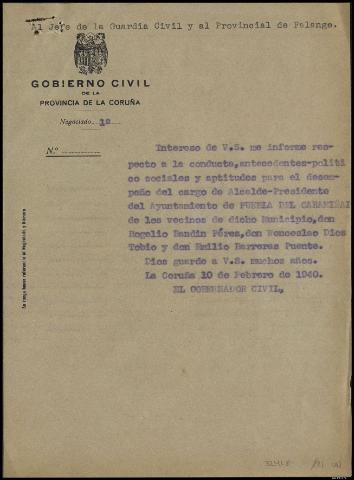 Al Jefe de la Guardia Civil y al Provincial de Falange.
GOBIERNO CIVIL
DE LA
PROVINCIA DE LA CORUÑA
Negociado 1º
N.º
Intereso de V.S. me informe res-
pecto a la conducta, antecedentes-politi
co sociales y aptitudes para el desem-
peño del cargo de Alcalde-Presidente
del Ayuntamiento de PUEBLA DEL CARAMIÑAL
de los vecinos de dicho Municipio, don
Rogelio Bandin Pérez, don Wenceslao Dios
Tobio y don Emilio Barreras Puente.
Dios guarde a V.S. muchos años.
La Coruña 10 de Febrero de 1940.
EL GOBERNADOR CIVIL,